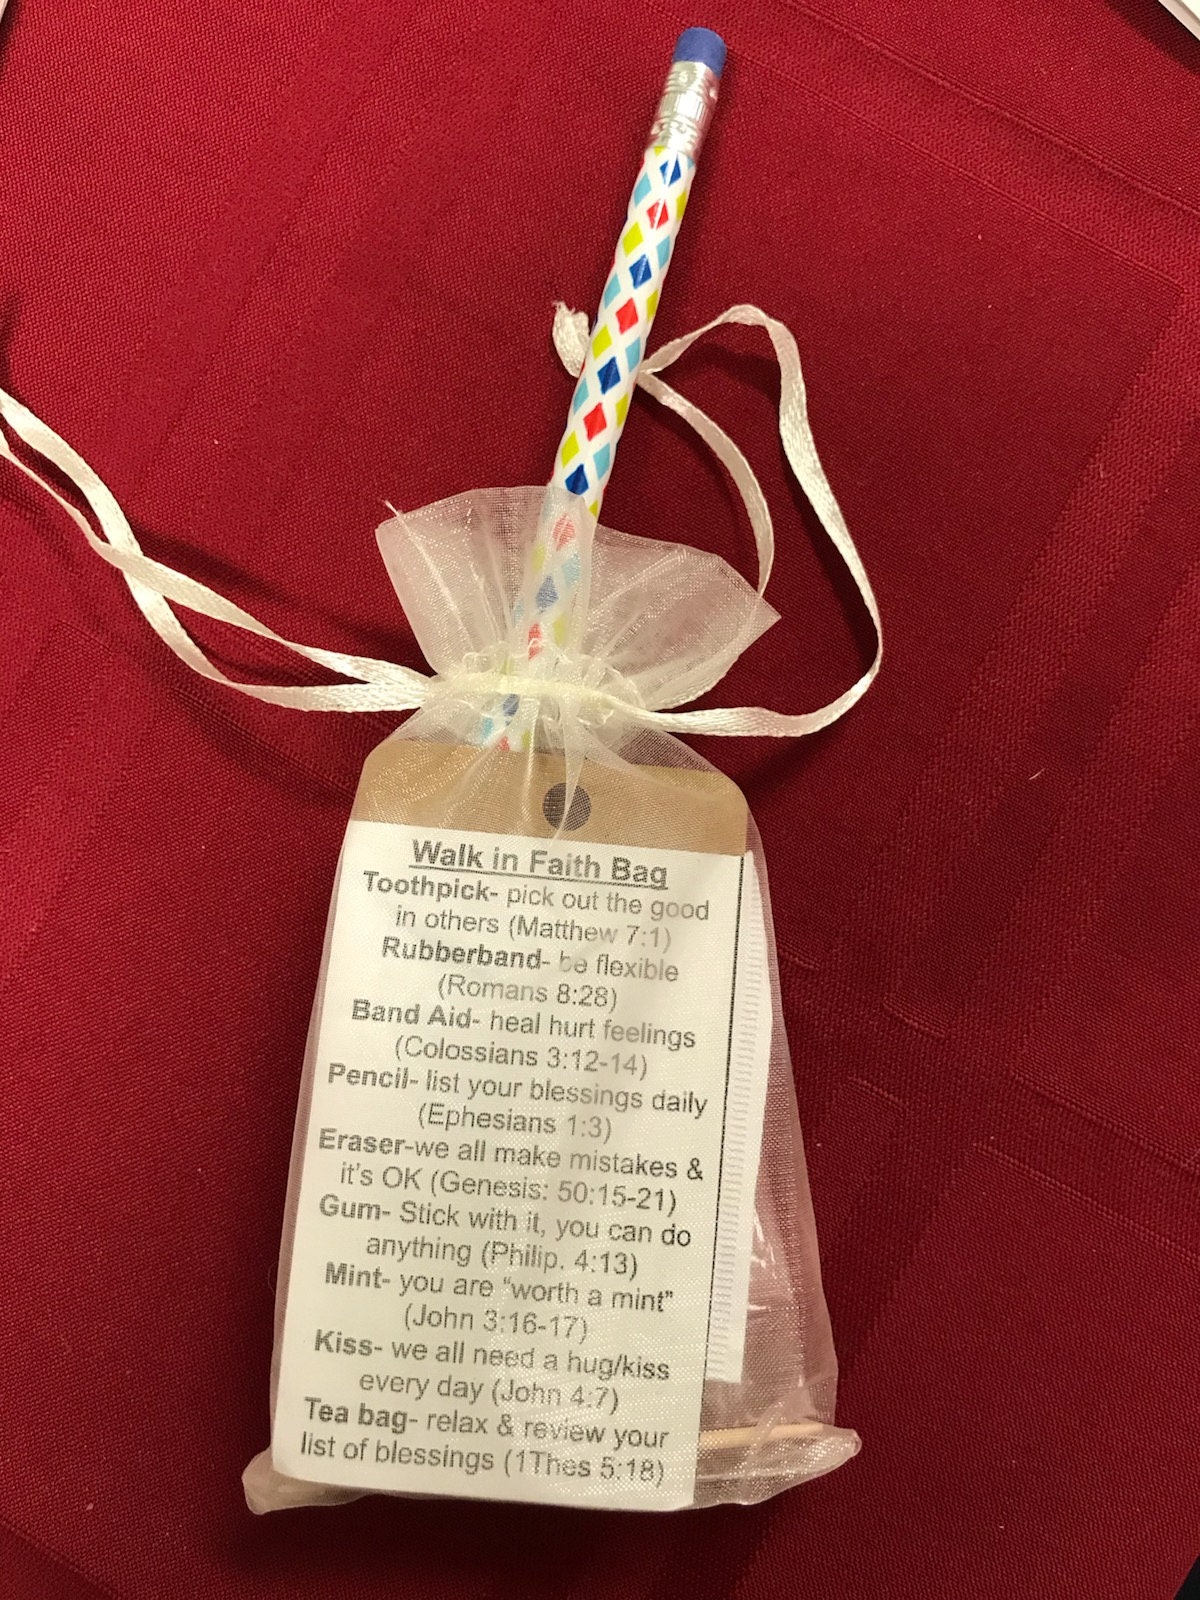 Walk in Faith Bag
Toothpick- pick out the good
in others (Matthew 7:1)
Rubberband- be flexible
(Romans 8:28)
Band Aid- heal hurt feelings
(Colossians 3:12-14)
Pencil- list your blessings daily
(Ephesians 1:3)
Eraser-we all make mistakes &
it's OK (Genesis: 50:15-21)
Gum- Stick with it, you can do
anything (Philip. 4:13)
Mint- you are "worth a mint"
(John 3:16-17)
Kiss- we all need a hug/kiss
every day (John 4:7)
Tea bag- relax & review your
list of blessings (1Thes 5:18)